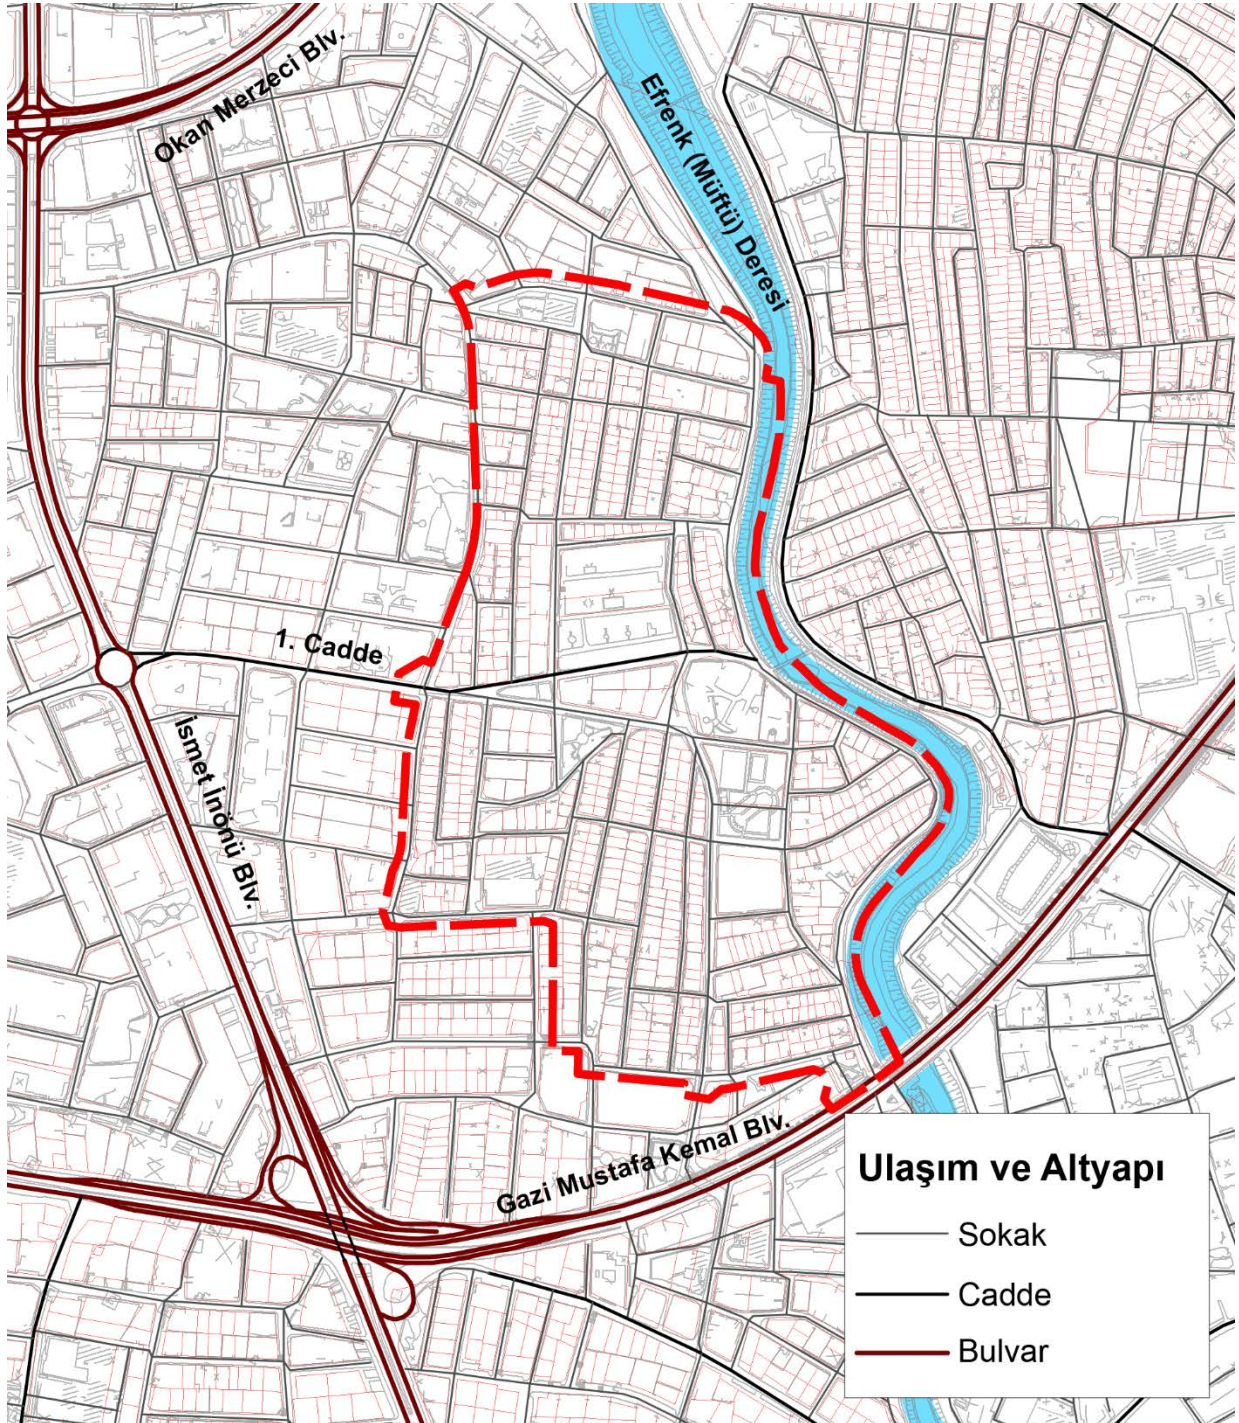 Okan Merzeci Blv.
Efrenk (Müftü) Deresi
1. Cadde
İsmet İnönü Blv.
Gazi Mustafa Kemal Blv.
Ulaşım ve Altyapı
Sokak
Cadde
Bulvar